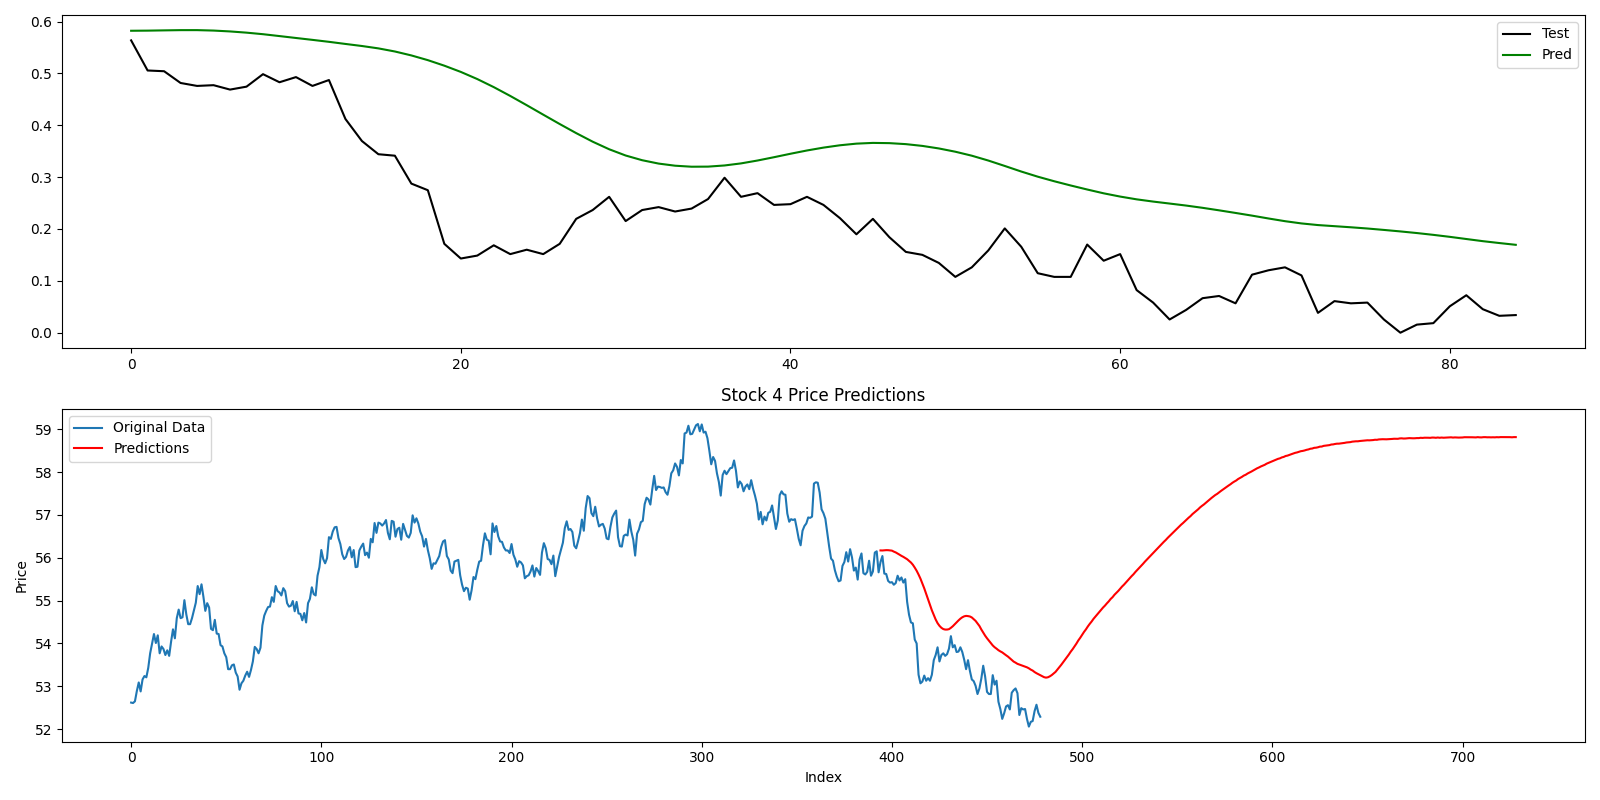 0.6
0.5
0.4
0.3
0.2
0.1
0.0
Test
Pred
0 20 40 60 80
Stock 4 Price Predictions
Original Data
Predictions
59
58
57
56
55
54
53
52
Price
0 100 200 300 400 500 600 700
Index